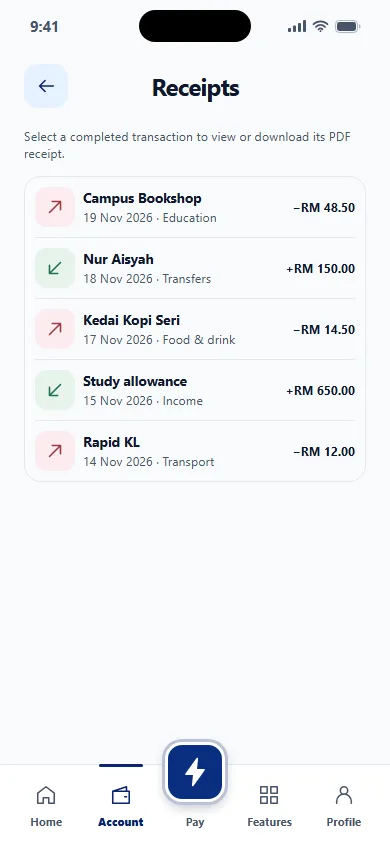 9:41
Receipts
Select a completed transaction to view or download its PDF
receipt.
Campus Bookshop
19 Nov 2026 · Education
−RM 48.50
Nur Aisyah
18 Nov 2026 · Transfers
+RM 150.00
Kedai Kopi Seri
17 Nov 2026 · Food & drink
−RM 14.50
Study allowance
15 Nov 2026 · Income
+RM 650.00
Rapid KL
14 Nov 2026 · Transport
−RM 12.00
Home
Account
Pay
Features
Profile